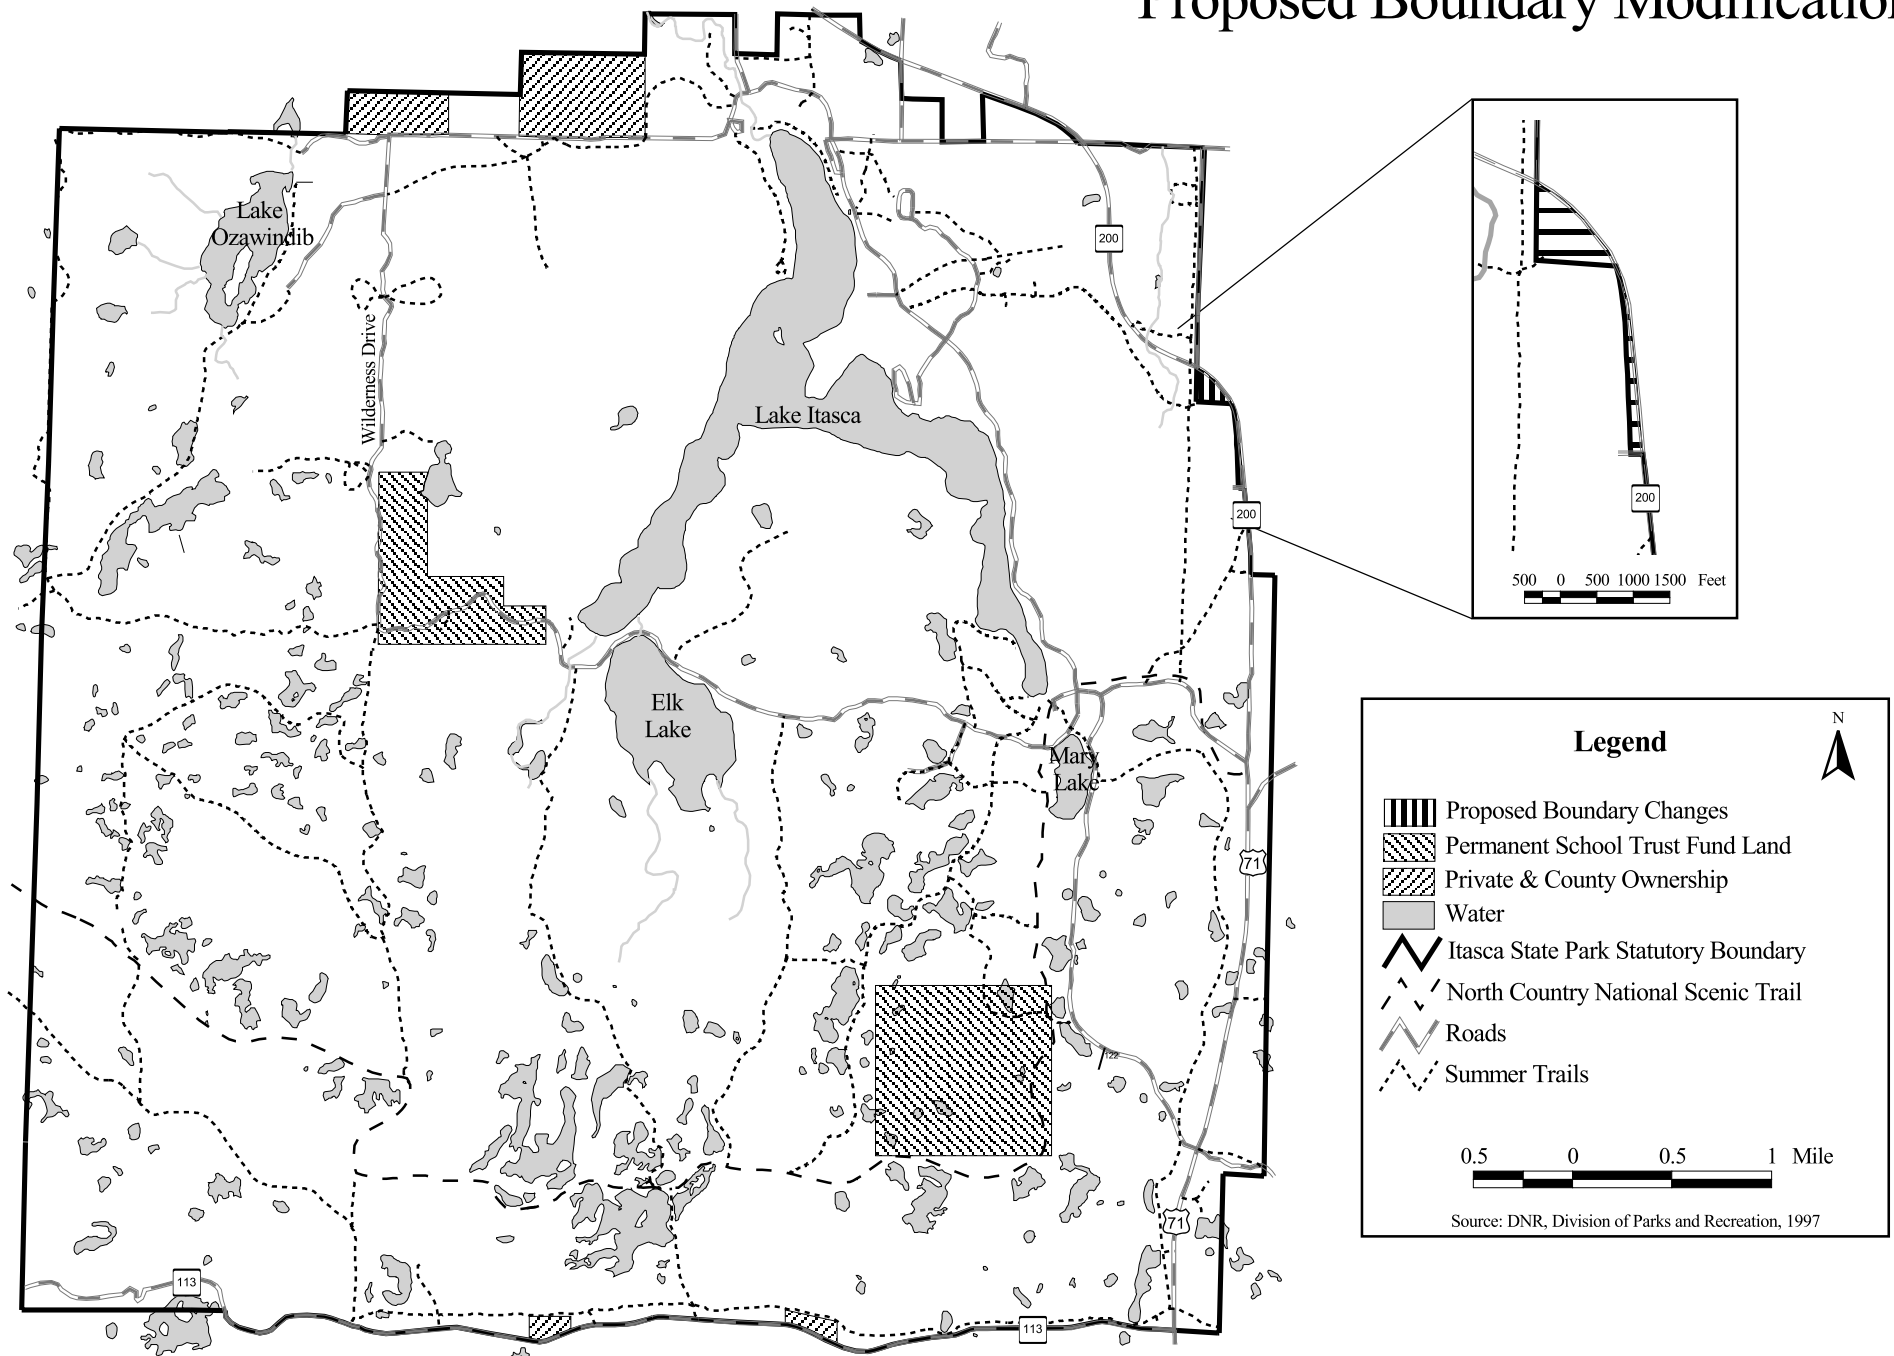 Proposed Boundary Modification
Lake
Ozawindib
Wilderness Drive
200
Lake Itasca
200
Elk
Lake
Mary
Lake
71
122
71
113
113
200
500 0 500 1000 1500 Feet
Legend
N
Proposed Boundary Changes
Permanent School Trust Fund Land
Private & County Ownership
Water
Itasca State Park Statutory Boundary
North Country National Scenic Trail
Roads
Summer Trails
0.5 0 0.5 1 Mile
Source: DNR, Division of Parks and Recreation, 1997